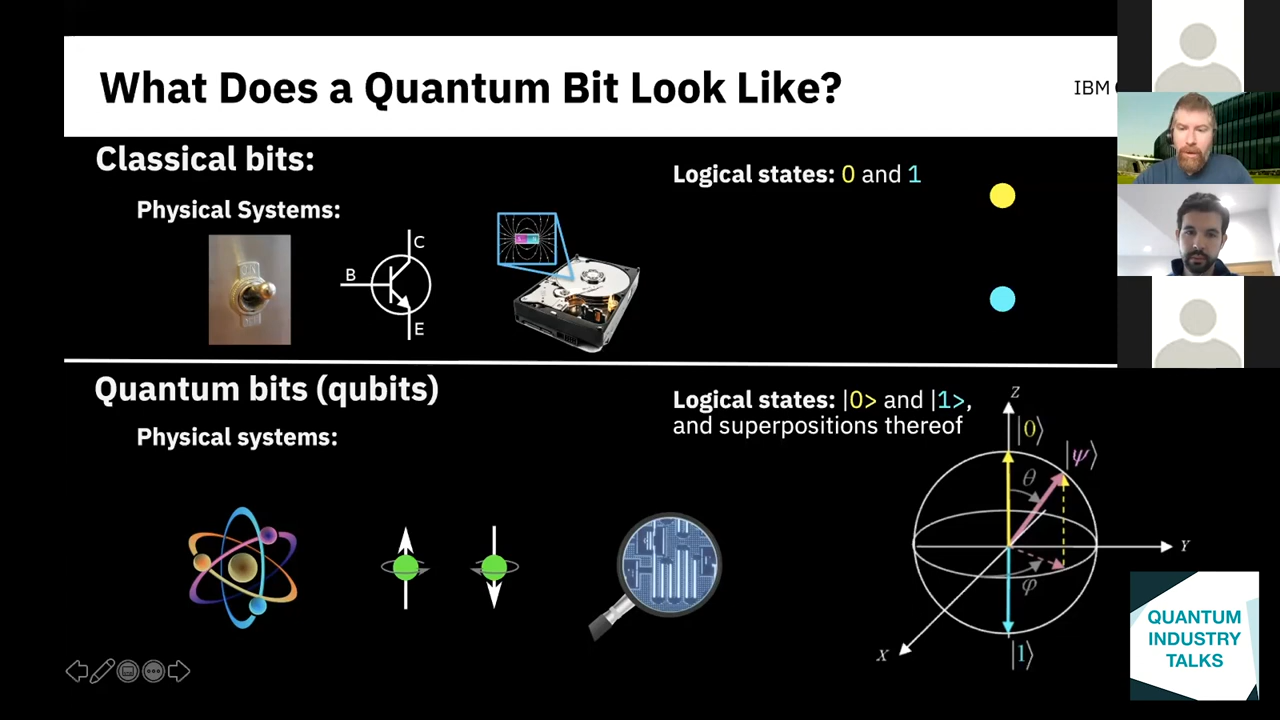 What Does a Quantum Bit Look Like?
IBM
Classical bits:
Logical states: 0 and 1
Physical Systems:
B
C
E
Quantum bits (qubits)
Logical states: |0> and |1>,
and superpositions thereof
Physical systems:
Z
|0⟩
|ψ⟩
θ
Y
φ
X
|1⟩
QUANTUM
INDUSTRY
TALKS